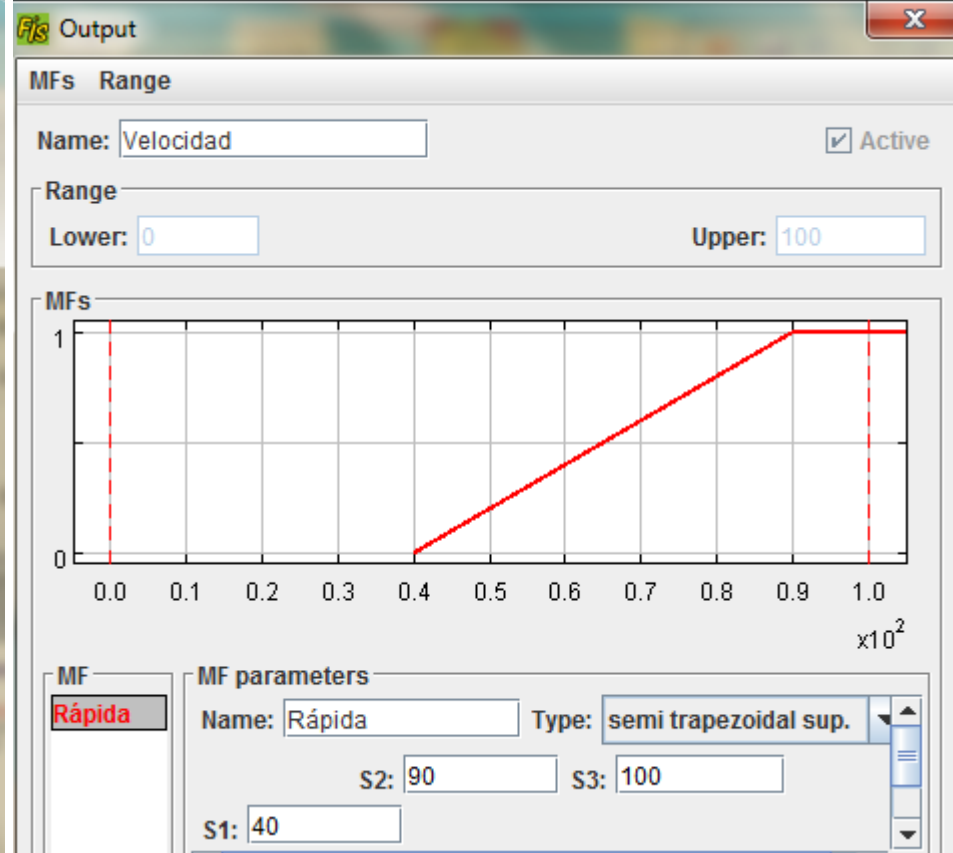 Fis Output
MFs Range
Name: Velocidad Active
Range
Lower: 0 Upper: 100
MFs
1
0
0.0 0.1 0.2 0.3 0.4 0.5 0.6 0.7 0.8 0.9 1.0
x10²
MF MF parameters
Rápida Name: Rápida Type: semi trapezoidal sup.
S2: 90 S3: 100
S1: 40